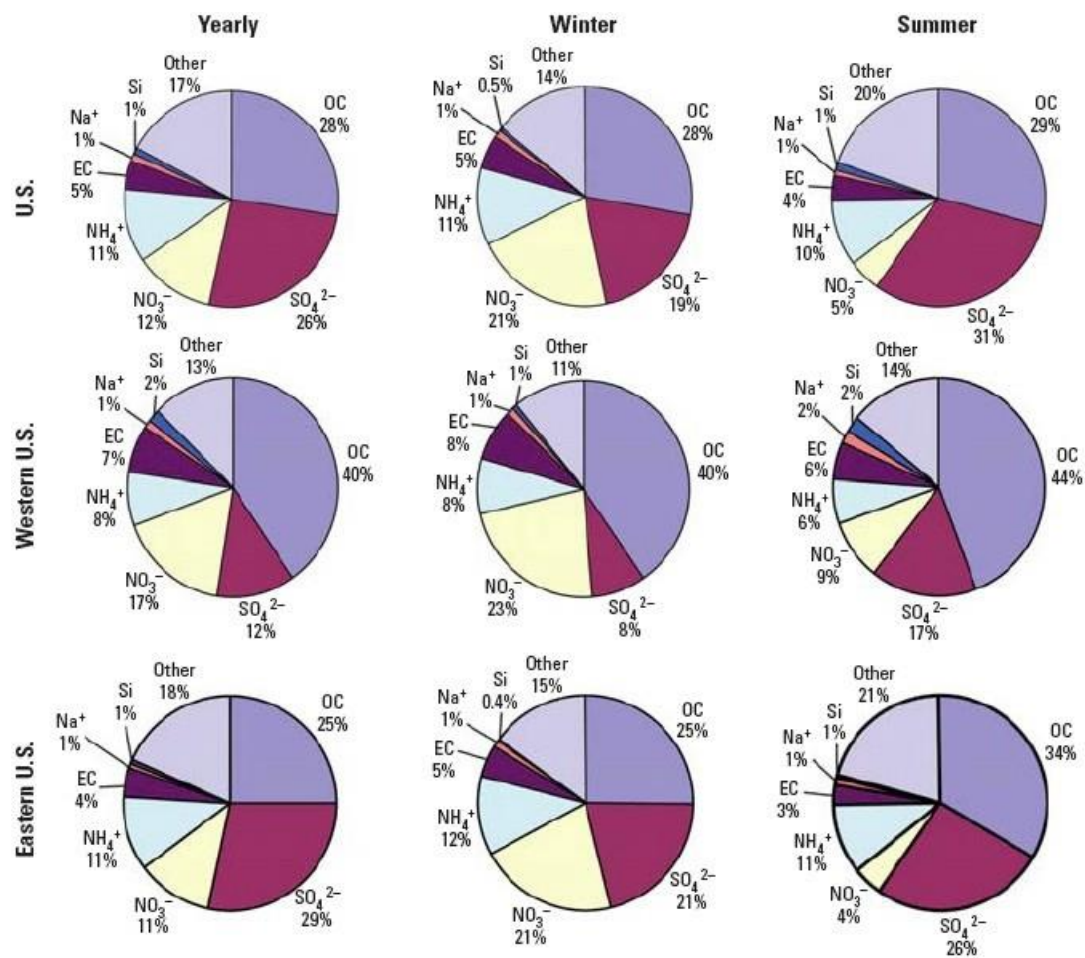 Yearly
Winter
Summer
U.S.
Other
17%
Si
1%
Na⁺
1%
EC
5%
NH₄⁺
11%
NO₃⁻
12%
SO₄²⁻
26%
OC
28%
Other
14%
Si
0.5%
Na⁺
1%
EC
5%
NH₄⁺
11%
NO₃⁻
21%
SO₄²⁻
19%
OC
28%
Other
20%
Si
1%
Na⁺
1%
EC
4%
NH₄⁺
10%
NO₃⁻
5%
SO₄²⁻
31%
OC
29%
Western U.S.
Other
13%
Si
2%
Na⁺
1%
EC
7%
NH₄⁺
8%
NO₃⁻
17%
SO₄²⁻
12%
OC
40%
Other
11%
Si
1%
Na⁺
1%
EC
8%
NH₄⁺
8%
NO₃⁻
23%
SO₄²⁻
8%
OC
40%
Other
14%
Si
2%
Na⁺
2%
EC
6%
NH₄⁺
6%
NO₃⁻
9%
SO₄²⁻
17%
OC
44%
Eastern U.S.
Other
18%
Si
1%
Na⁺
1%
EC
4%
NH₄⁺
11%
NO₃⁻
11%
SO₄²⁻
29%
OC
25%
Other
15%
Si
0.4%
Na⁺
1%
EC
5%
NH₄⁺
12%
NO₃⁻
21%
SO₄²⁻
21%
OC
25%
Other
21%
Si
1%
Na⁺
1%
EC
3%
NH₄⁺
11%
NO₃⁻
4%
SO₄²⁻
26%
OC
34%